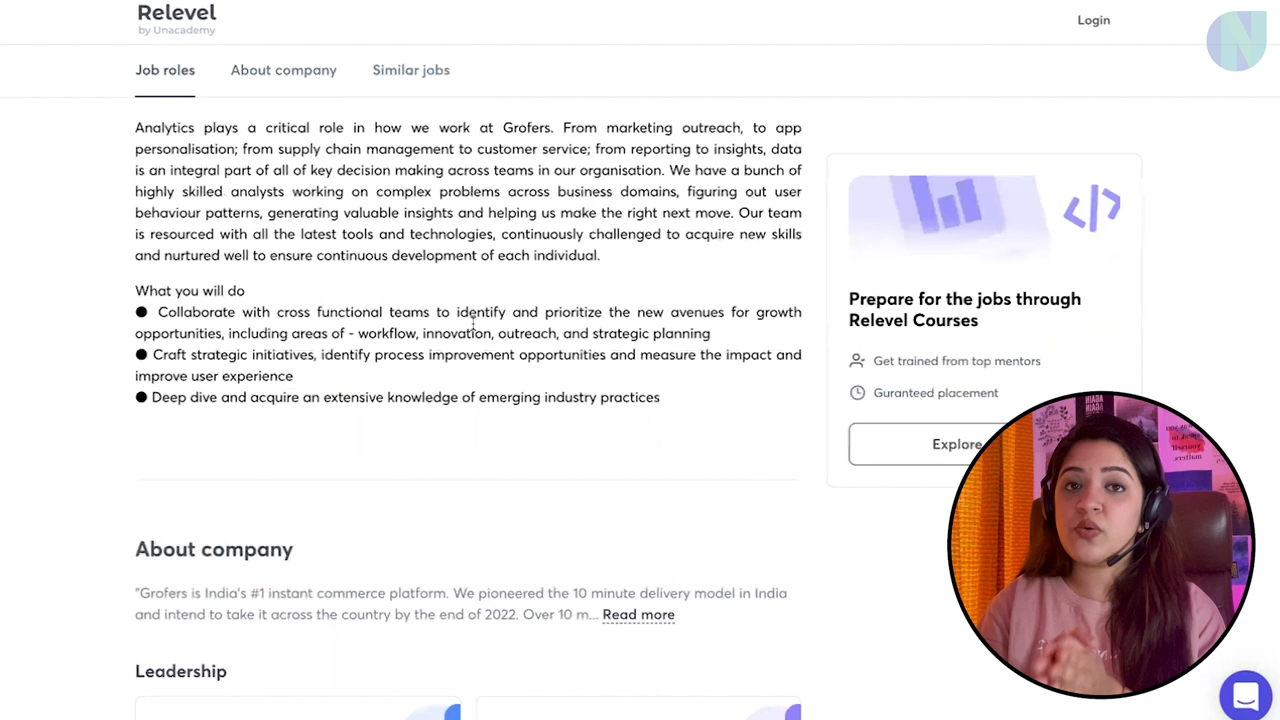 Relevel
by Unacademy
Login
Job roles
About company
Similar jobs
Analytics plays a critical role in how we work at Grofers. From marketing outreach, to app
personalisation; from supply chain management to customer service; from reporting to insights, data
is an integral part of all of key decision making across teams in our organisation. We have a bunch of
highly skilled analysts working on complex problems across business domains, figuring out user
behaviour patterns, generating valuable insights and helping us make the right next move. Our team
is resourced with all the latest tools and technologies, continuously challenged to acquire new skills
and nurtured well to ensure continuous development of each individual.
What you will do
● Collaborate with cross functional teams to identify and prioritize the new avenues for growth
opportunities, including areas of - workflow, innovation, outreach, and strategic planning
● Craft strategic initiatives, identify process improvement opportunities and measure the impact and
improve user experience
● Deep dive and acquire an extensive knowledge of emerging industry practices
Prepare for the jobs through
Relevel Courses
Get trained from top mentors
Guranteed placement
Explore
About company
"Grofers is India's #1 instant commerce platform. We pioneered the 10 minute delivery model in India
and intend to take it across the country by the end of 2022. Over 10 m... Read more
Leadership